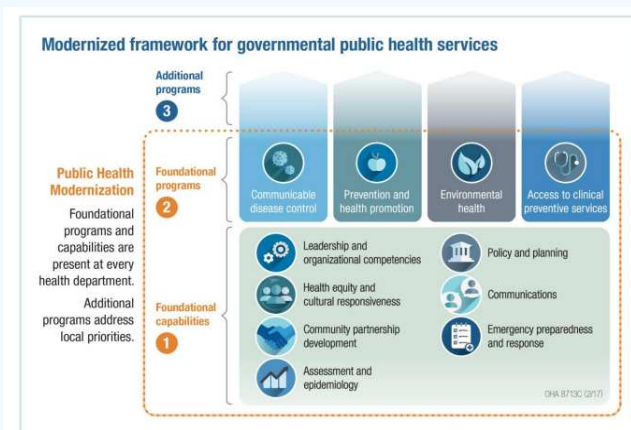 Modernized framework for governmental public health services
Additional
programs
3
Public Health
Modernization
Foundational
programs and
capabilities are
present at every
health department.
Additional
programs address
local priorities.
Foundational
programs
2
Communicable
disease control
Prevention and
health promotion
Environmental
health
Access to clinical
preventive services
Foundational
capabilities
1
Leadership and
organizational competencies
Health equity and
cultural responsiveness
Community partnership
development
Assessment and
epidemiology
Policy and planning
Communications
Emergency preparedness
and response
OHA 8713C (2/17)